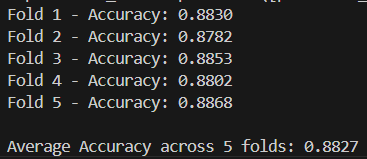 Fold 1 - Accuracy: 0.8830
Fold 2 - Accuracy: 0.8782
Fold 3 - Accuracy: 0.8853
Fold 4 - Accuracy: 0.8802
Fold 5 - Accuracy: 0.8868
Average Accuracy across 5 folds: 0.8827